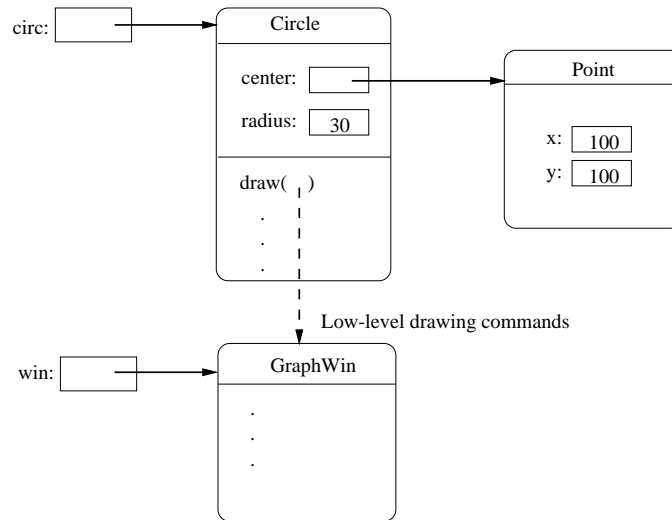 circ:
Circle
center:
radius: 30
draw( )
.
.
.
Point
x: 100
y: 100
Low-level drawing commands
win:
GraphWin
.
.
.